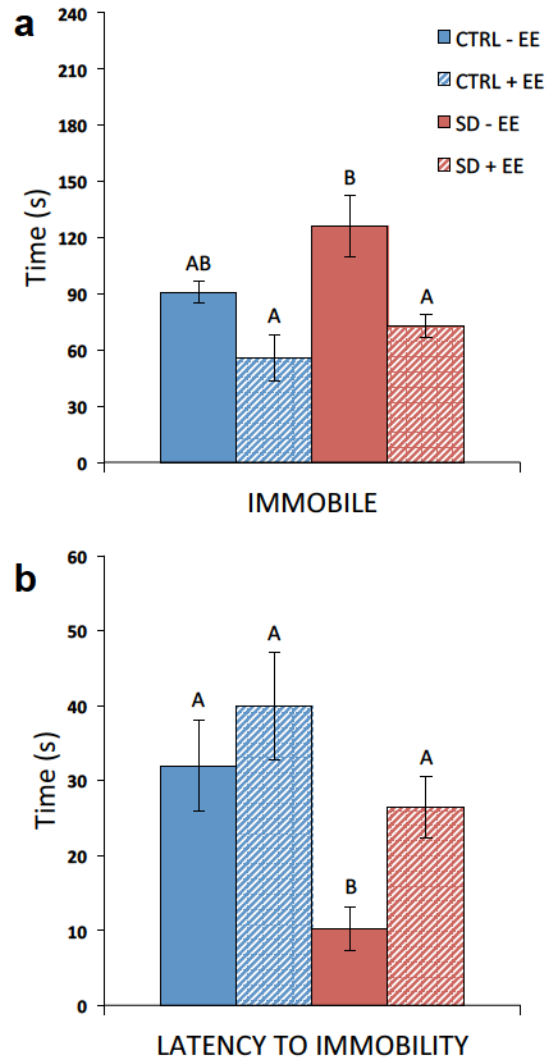 a
240
210
180
150
120
90
60
30
0
Time (s)
CTRL - EE
CTRL + EE
SD - EE
SD + EE
AB
A
B
A
IMMOBILE
b
60
50
40
30
20
10
0
Time (s)
A
A
B
A
LATENCY TO IMMOBILITY